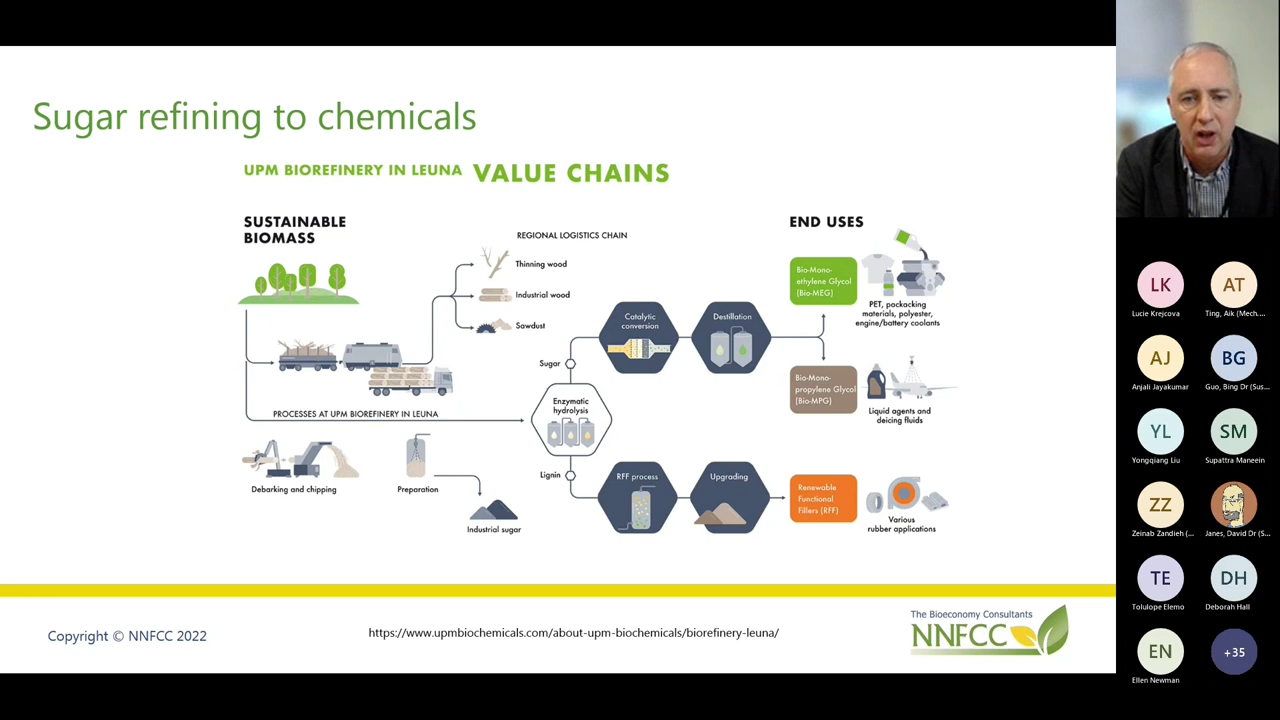 Sugar refining to chemicals
UPM BIOREFINERY IN LEUNA VALUE CHAINS
SUSTAINABLE
BIOMASS
REGIONAL LOGISTICS CHAIN
Thinning wood
Industrial wood
Sawdust
PROCESSES AT UPM BIOREFINERY IN LEUNA
Debarking and chipping
Preparation
Industrial sugar
Sugar
Enzymatic
hydrolysis
Lignin
Catalytic
conversion
Destillation
RFF process
Upgrading
END USES
Bio-Mono-
ethylene Glycol
(Bio-MEG)
PET, packacking
materials, polyester,
engine/battery coolants
Bio-Mono-
propylene Glycol
(Bio-MPG)
Liquid agents and
deicing fluids
Renewable
Functional
Fillers (RFF)
Various
rubber applications
Copyright © NNFCC 2022
https://www.upmbiochemicals.com/about-upm-biochemicals/biorefinery-leuna/
The Bioeconomy Consultants
NNFCC
LK
Lucie Krejcova
AT
Ting, Aik (Mech....
AJ
Anjali Jayakumar
BG
Guo, Bing Dr (Sus...
YL
Yongqiang Liu
SM
Supattra Maneein
ZZ
Zeinab Zandieh (...
Janes, David Dr (S...
TE
Tolulope Elemo
DH
Deborah Hall
EN
Ellen Newman
+35